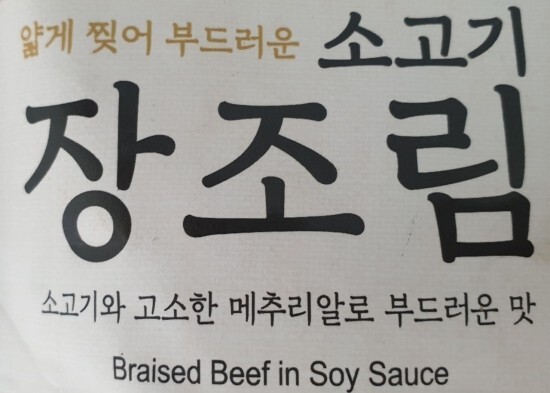 얇게 찢어 부드러운 소고기
장조림
소고기와 고소한 메추리알로 부드러운 맛
Braised Beef in Soy Sauce